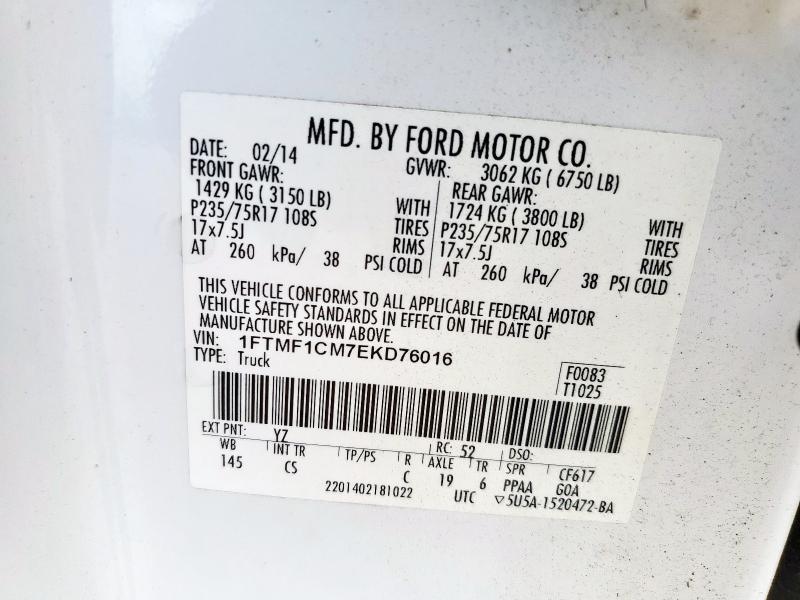 MFD. BY FORD MOTOR CO.
DATE: 02/14 GVWR: 3062 KG ( 6750 LB)
FRONT GAWR: REAR GAWR:
1429 KG ( 3150 LB) WITH 1724 KG ( 3800 LB) WITH
P235/75R17 108S TIRES P235/75R17 108S TIRES
17x7.5J RIMS 17x7.5J RIMS
AT 260 kPa/ 38 PSI COLD AT 260 kPa/ 38 PSI COLD
THIS VEHICLE CONFORMS TO ALL APPLICABLE FEDERAL MOTOR
VEHICLE SAFETY STANDARDS IN EFFECT ON THE DATE OF
MANUFACTURE SHOWN ABOVE.
VIN: 1FTMF1CM7EKD76016
TYPE: Truck F0083
T1025
EXT PNT: YZ RC: 52 DSO:
WB INT TR TP/PS R AXLE TR SPR CF617
145 CS C 19 6 PPAA GOA
2201402181022 UTC ▽5U5A-1520472-BA